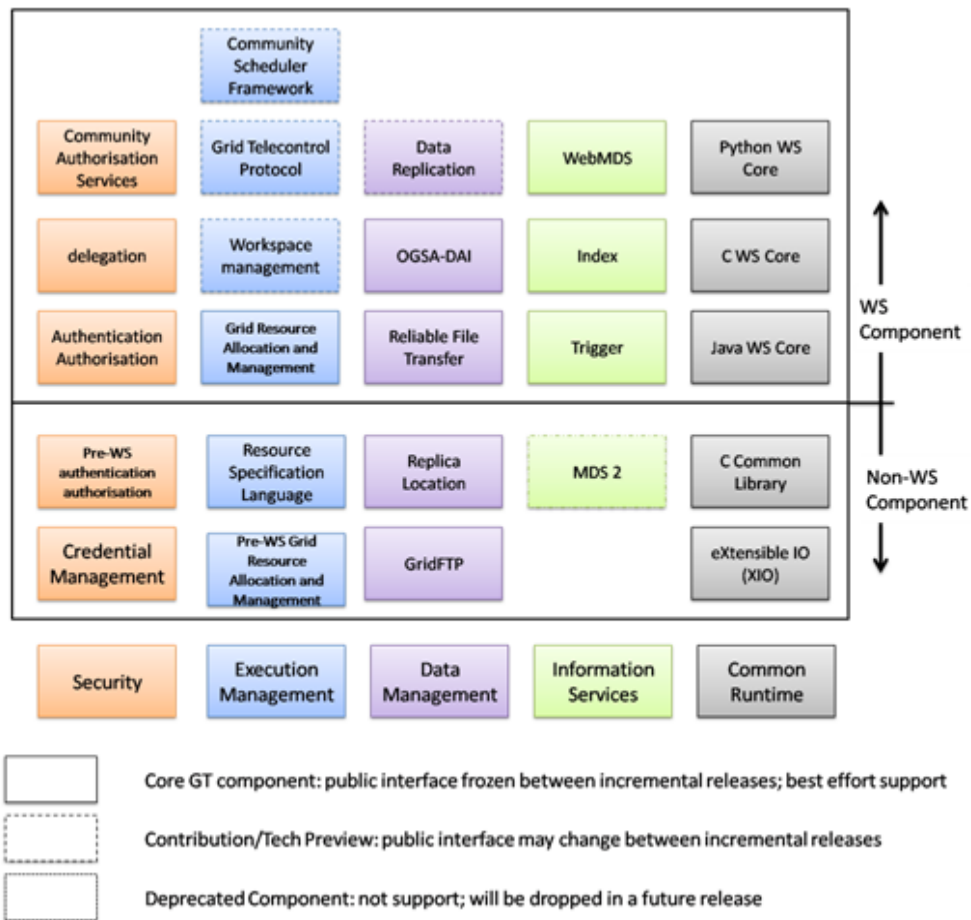 Community
Scheduler
Framework
Community
Authorisation
Services
Grid Telecontrol
Protocol
Data
Replication
WebMDS
Python WS
Core
delegation
Workspace
management
OGSA-DAI
Index
C WS Core
Authentication
Authorisation
Grid Resource
Allocation and
Management
Reliable File
Transfer
Trigger
Java WS Core
WS
Component
Pre-WS
authentication
authorisation
Resource
Specification
Language
Replica
Location
MDS 2
C Common
Library
Non-WS
Component
Credential
Management
Pre-WS Grid
Resource
Allocation and
Management
GridFTP
eXtensible IO
(XIO)
Security
Execution
Management
Data
Management
Information
Services
Common
Runtime
Core GT component: public interface frozen between incremental releases; best effort support
Contribution/Tech Preview: public interface may change between incremental releases
Deprecated Component: not support; will be dropped in a future release